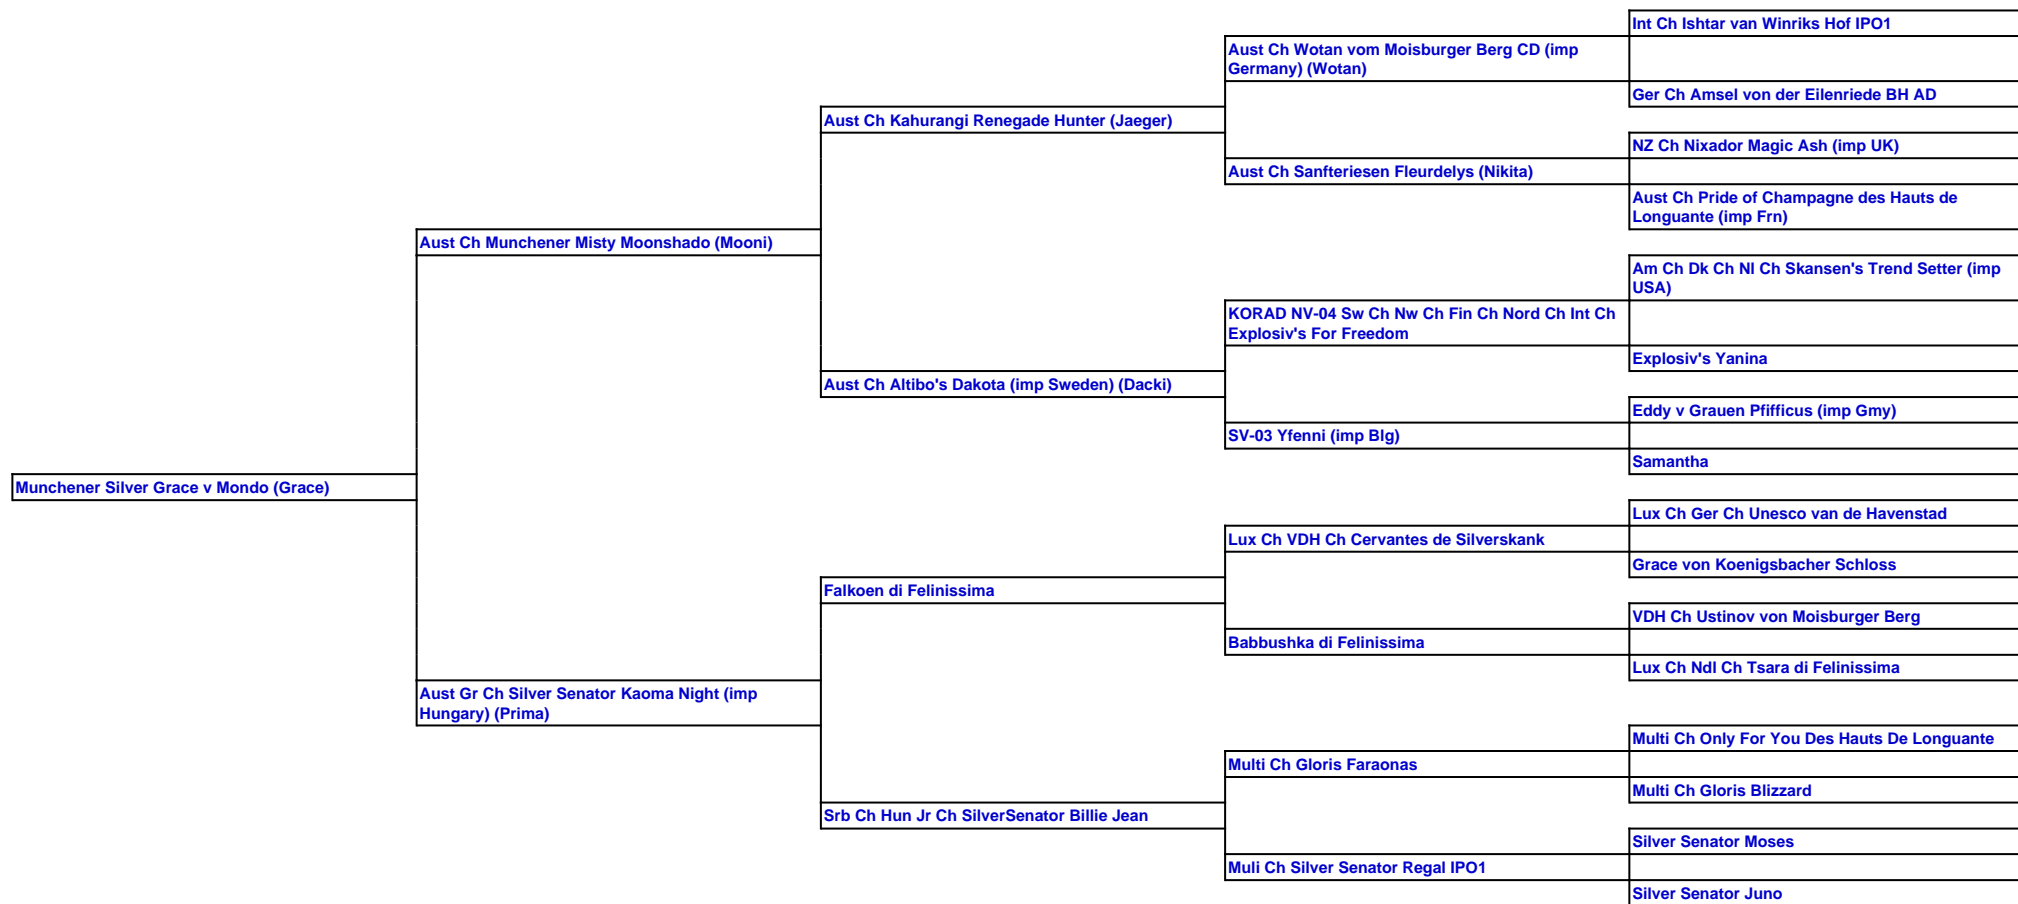 Int Ch Ishtar van Winriks Hof IPO1
Aust Ch Wotan vom Moisburger Berg CD (imp
Germany) (Wotan)
Ger Ch Amsel von der Eilenriede BH AD
Aust Ch Kahurangi Renegade Hunter (Jaeger)
NZ Ch Nixador Magic Ash (imp UK)
Aust Ch Sanfteriesen Fleurdelys (Nikita)
Aust Ch Pride of Champagne des Hauts de
Longuante (imp Frn)
Aust Ch Munchener Misty Moonshado (Mooni)
Am Ch Dk Ch Nl Ch Skansen's Trend Setter (imp
USA)
KORAD NV-04 Sw Ch Nw Ch Fin Ch Nord Ch Int Ch
Explosiv's For Freedom
Explosiv's Yanina
Aust Ch Altibo's Dakota (imp Sweden) (Dacki)
Eddy v Grauen Pfifficus (imp Gmy)
SV-03 Yfenni (imp Blg)
Samantha
Munchener Silver Grace v Mondo (Grace)
Lux Ch Ger Ch Unesco van de Havenstad
Lux Ch VDH Ch Cervantes de Silverskank
Grace von Koenigsbacher Schloss
Falkoen di Felinissima
VDH Ch Ustinov von Moisburger Berg
Babbushka di Felinissima
Lux Ch Ndl Ch Tsara di Felinissima
Aust Gr Ch Silver Senator Kaoma Night (imp
Hungary) (Prima)
Multi Ch Only For You Des Hauts De Longuante
Multi Ch Gloris Faraonas
Multi Ch Gloris Blizzard
Srb Ch Hun Jr Ch SilverSenator Billie Jean
Silver Senator Moses
Muli Ch Silver Senator Regal IPO1
Silver Senator Juno